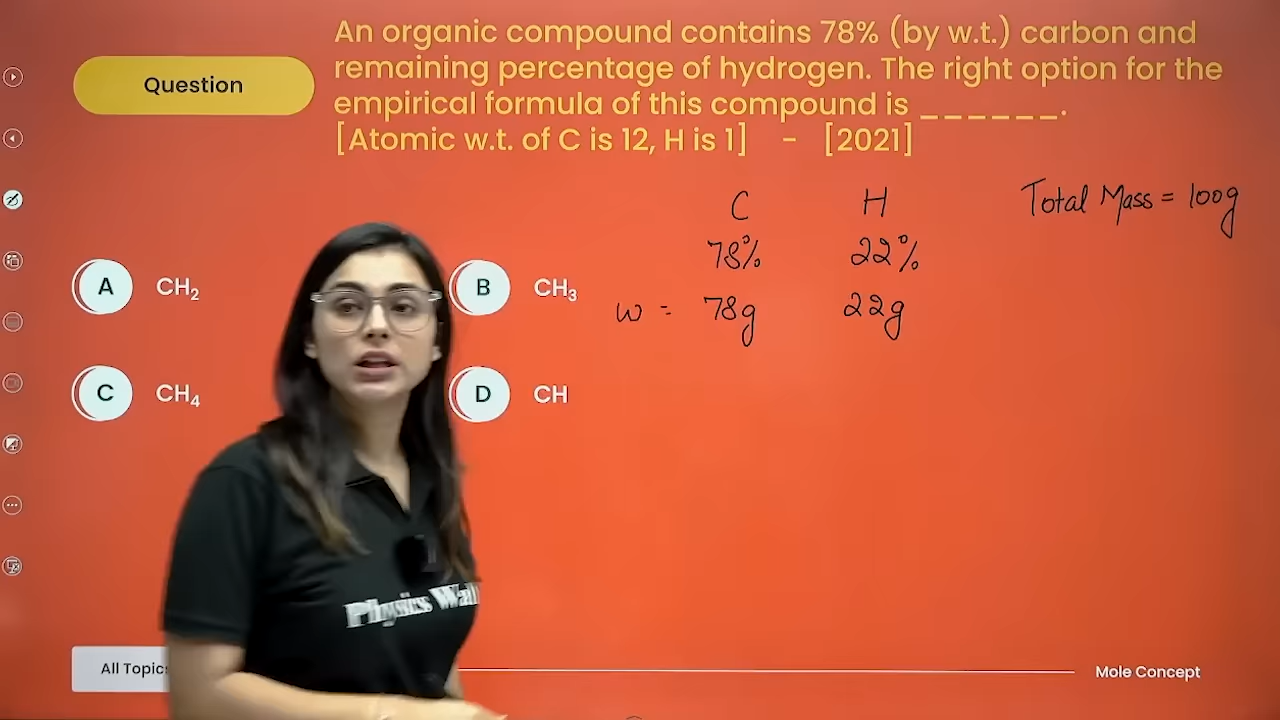 An organic compound contains 78% (by w.t.) carbon and
remaining percentage of hydrogen. The right option for the
empirical formula of this compound is ______.
[Atomic w.t. of C is 12, H is 1] - [2021]
Question
C H Total Mass = 100g
78% 22%
w = 78g 22g
A CH₂ B CH₃
C CH₄ D CH
Physics Wal
All Topics
Mole Concept